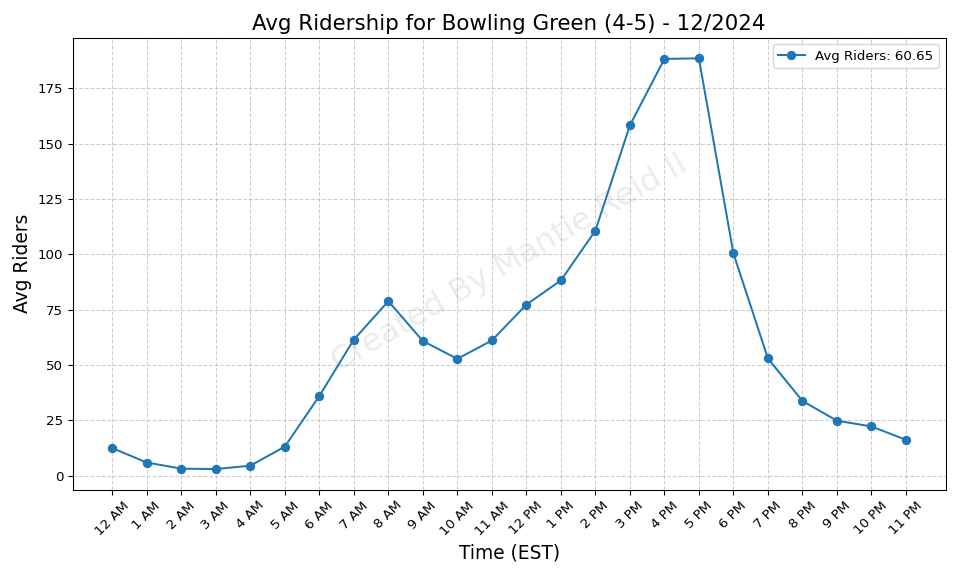 Avg Ridership for Bowling Green (4-5) - 12/2024
Avg Riders: 60.65
175
150
125
100
75
50
25
0
Avg Riders
Created By Mantie Reid II
12 AM
1 AM
2 AM
3 AM
4 AM
5 AM
6 AM
7 AM
8 AM
9 AM
10 AM
11 AM
12 PM
1 PM
2 PM
3 PM
4 PM
5 PM
6 PM
7 PM
8 PM
9 PM
10 PM
11 PM
Time (EST)